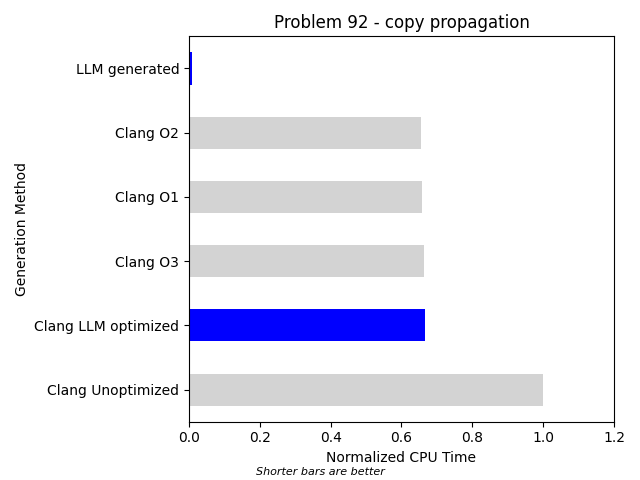 Problem 92 - copy propagation
LLM generated
Clang O2
Clang O1
Clang O3
Clang LLM optimized
Clang Unoptimized
Generation Method
0.0 0.2 0.4 0.6 0.8 1.0 1.2
Normalized CPU Time
Shorter bars are better